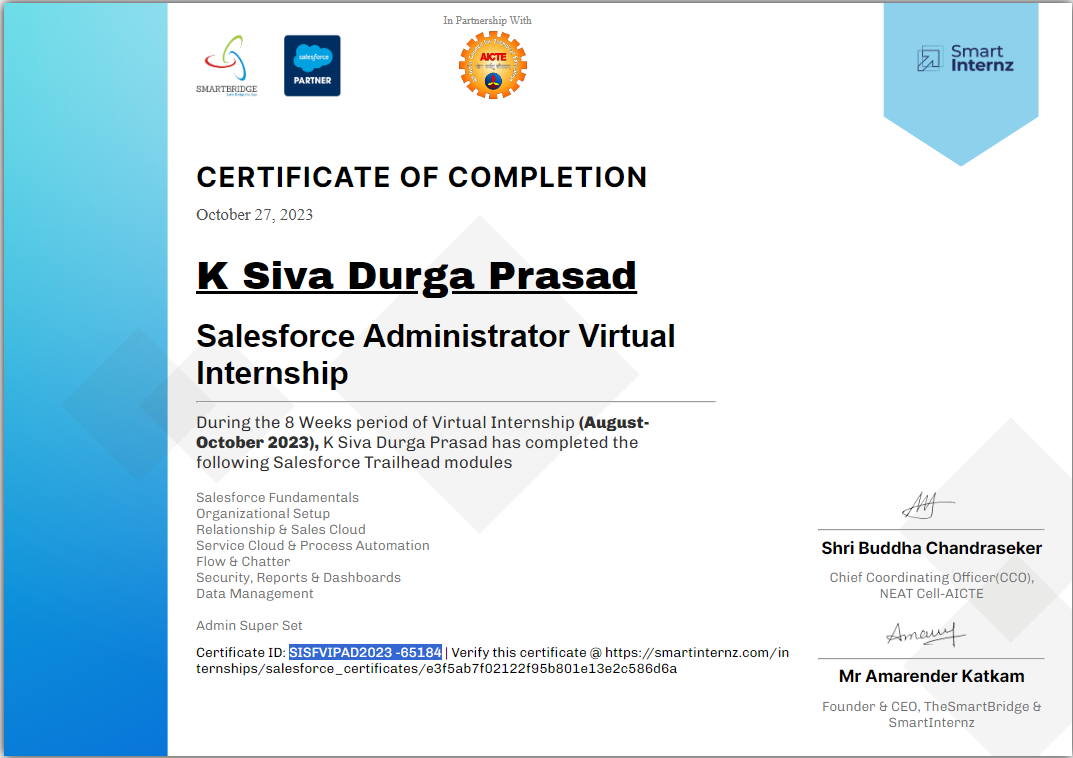 In Partnership With
SMARTBRIDGE
salesforce
PARTNER
AICTE
Smart
Internz
CERTIFICATE OF COMPLETION
October 27, 2023
K Siva Durga Prasad
Salesforce Administrator Virtual
Internship
During the 8 Weeks period of Virtual Internship (August-
October 2023), K Siva Durga Prasad has completed the
following Salesforce Trailhead modules
Salesforce Fundamentals
Organizational Setup
Relationship & Sales Cloud
Service Cloud & Process Automation
Flow & Chatter
Security, Reports & Dashboards
Data Management
Admin Super Set
Certificate ID: SISFVIPAD2023 -65184 | Verify this certificate @ https://smartinternz.com/in
ternships/salesforce_certificates/e3f5ab7f02122f95b801e13e2c586d6a
Shri Buddha Chandraseker
Chief Coordinating Officer(CCO),
NEAT Cell-AICTE
Mr Amarender Katkam
Founder & CEO, TheSmartBridge &
SmartInternz